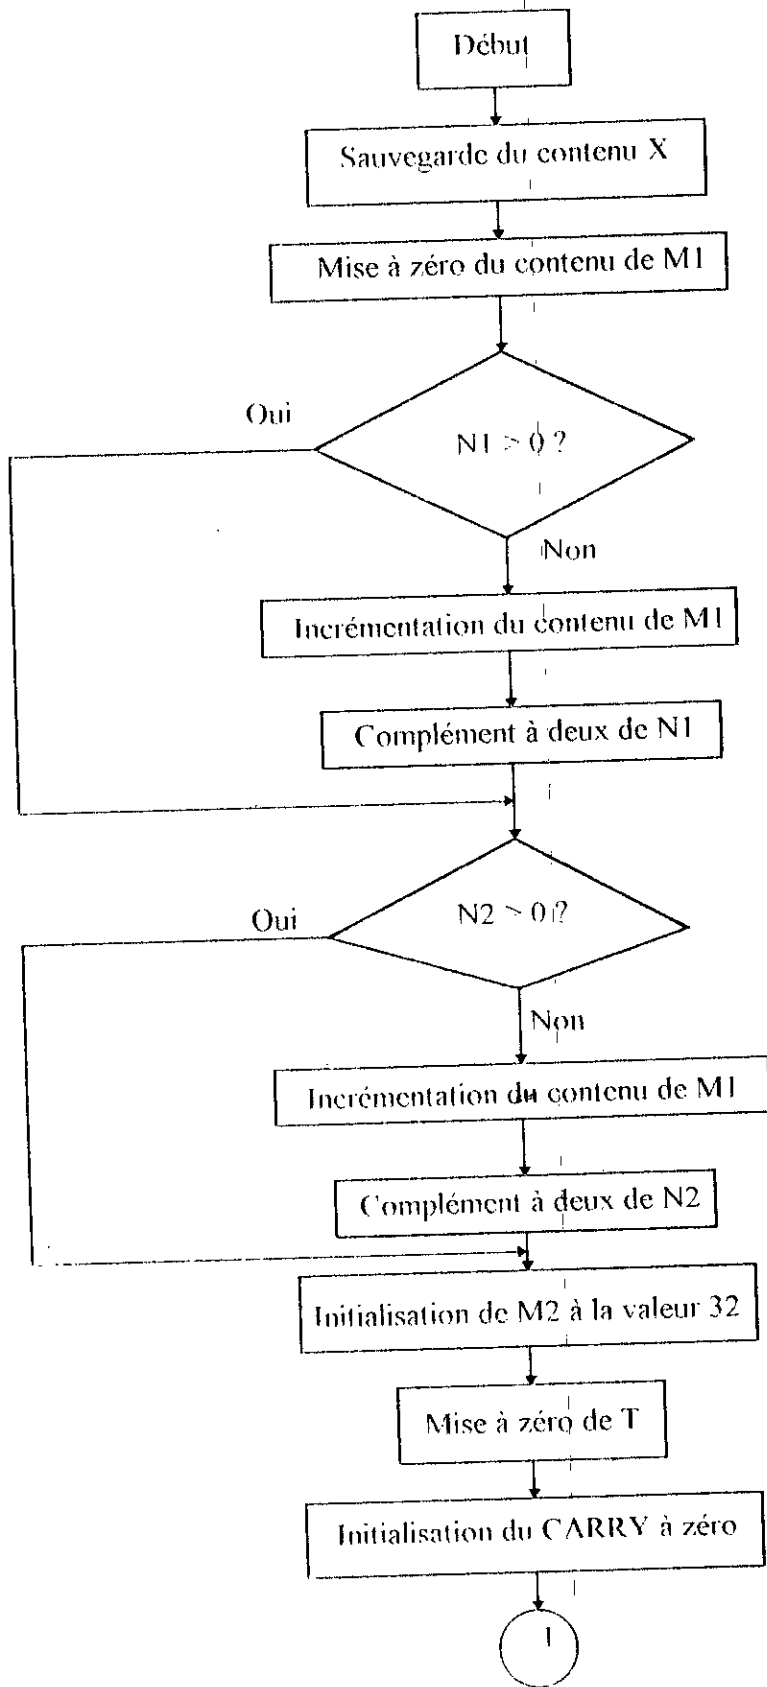 Début
Sauvegarde du contenu X
Mise à zéro du contenu de M1
Oui
N1 > 0 ?
Non
Incrémentation du contenu de M1
Complément à deux de N1
Oui
N2 > 0 ?
Non
Incrémentation du contenu de M1
Complément à deux de N2
Initialisation de M2 à la valeur 32
Mise à zéro de T
Initialisation du CARRY à zéro
1